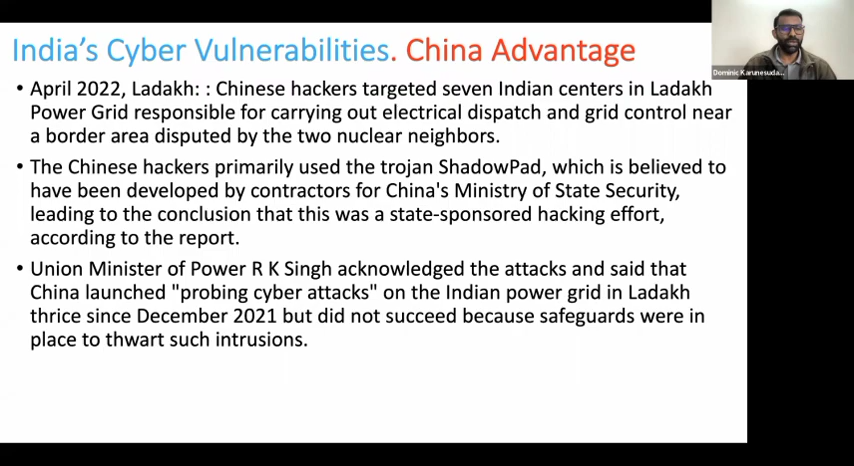 India's Cyber Vulnerabilities. China Advantage
• April 2022, Ladakh: : Chinese hackers targeted seven Indian centers in Ladakh
Power Grid responsible for carrying out electrical dispatch and grid control near
a border area disputed by the two nuclear neighbors.
• The Chinese hackers primarily used the trojan ShadowPad, which is believed to
have been developed by contractors for China's Ministry of State Security,
leading to the conclusion that this was a state-sponsored hacking effort,
according to the report.
• Union Minister of Power R K Singh acknowledged the attacks and said that
China launched "probing cyber attacks" on the Indian power grid in Ladakh
thrice since December 2021 but did not succeed because safeguards were in
place to thwart such intrusions.
Dominic Karunesuda...